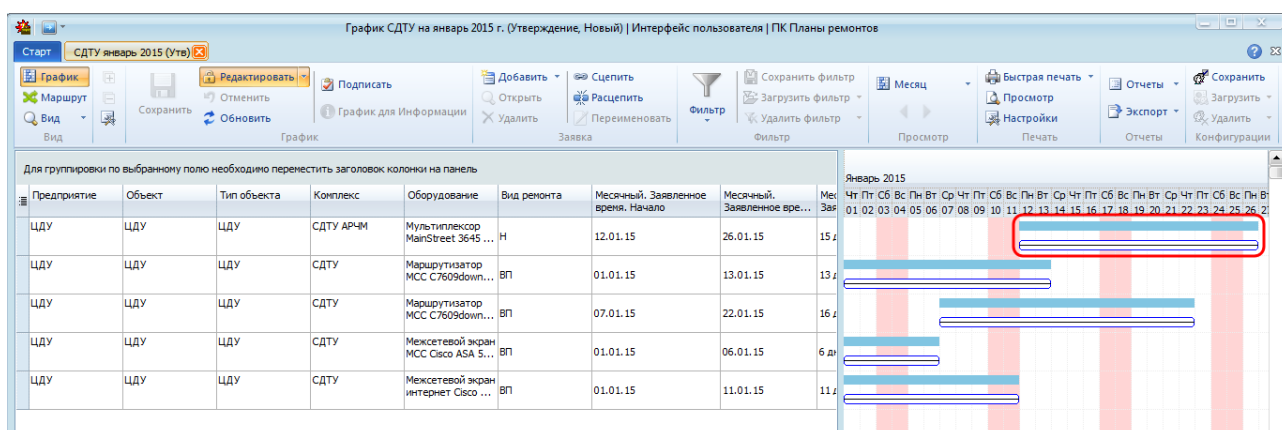 График СДТУ на январь 2015 г. (Утверждение, Новый) | Интерфейс пользователя | ПК Планы ремонтов
Старт СДТУ январь 2015 (Утв)
График Редактировать Подписать Добавить Сцепить Сохранить фильтр Месяц Быстрая печать Отчеты Сохранить
Маршрут Сохранить Отменить Открыть Расцепить Фильтр Загрузить фильтр Просмотр Загрузить
Вид Обновить График для Информации Удалить Переименовать Удалить фильтр Настройки Экспорт Удалить
Вид График Заявка Фильтр Просмотр Печать Отчеты Конфигурации
Для группировки по выбранному полю необходимо переместить заголовок колонки на панель
Январь 2015
Предприятие Объект Тип объекта Комплекс Оборудование Вид ремонта Месячный. Заявленное время. Начало Месячный. Заявленное вре... Мес Зая
Чт Пт Сб Вс Пн Вт Ср Чт Пт Сб Вс Пн Вт Ср Чт Пт Сб Вс Пн Вт Ср Чт Пт Сб Вс Пн В
01 02 03 04 05 06 07 08 09 10 11 12 13 14 15 16 17 18 19 20 21 22 23 24 25 26 2
ЦДУ ЦДУ ЦДУ СДТУ АРЧМ Мультиплексор MainStreet 3645 ... Н 12.01.15 26.01.15 15 д
ЦДУ ЦДУ ЦДУ СДТУ Маршрутизатор МСС C7609down... ВП 01.01.15 13.01.15 13 д
ЦДУ ЦДУ ЦДУ СДТУ Маршрутизатор МСС C7609down... ВП 07.01.15 22.01.15 16 д
ЦДУ ЦДУ ЦДУ СДТУ Межсетевой экран МСС Cisco ASA 5... ВП 01.01.15 06.01.15 6 дн
ЦДУ ЦДУ ЦДУ СДТУ Межсетевой экран интернет Cisco ... ВП 01.01.15 11.01.15 11 д